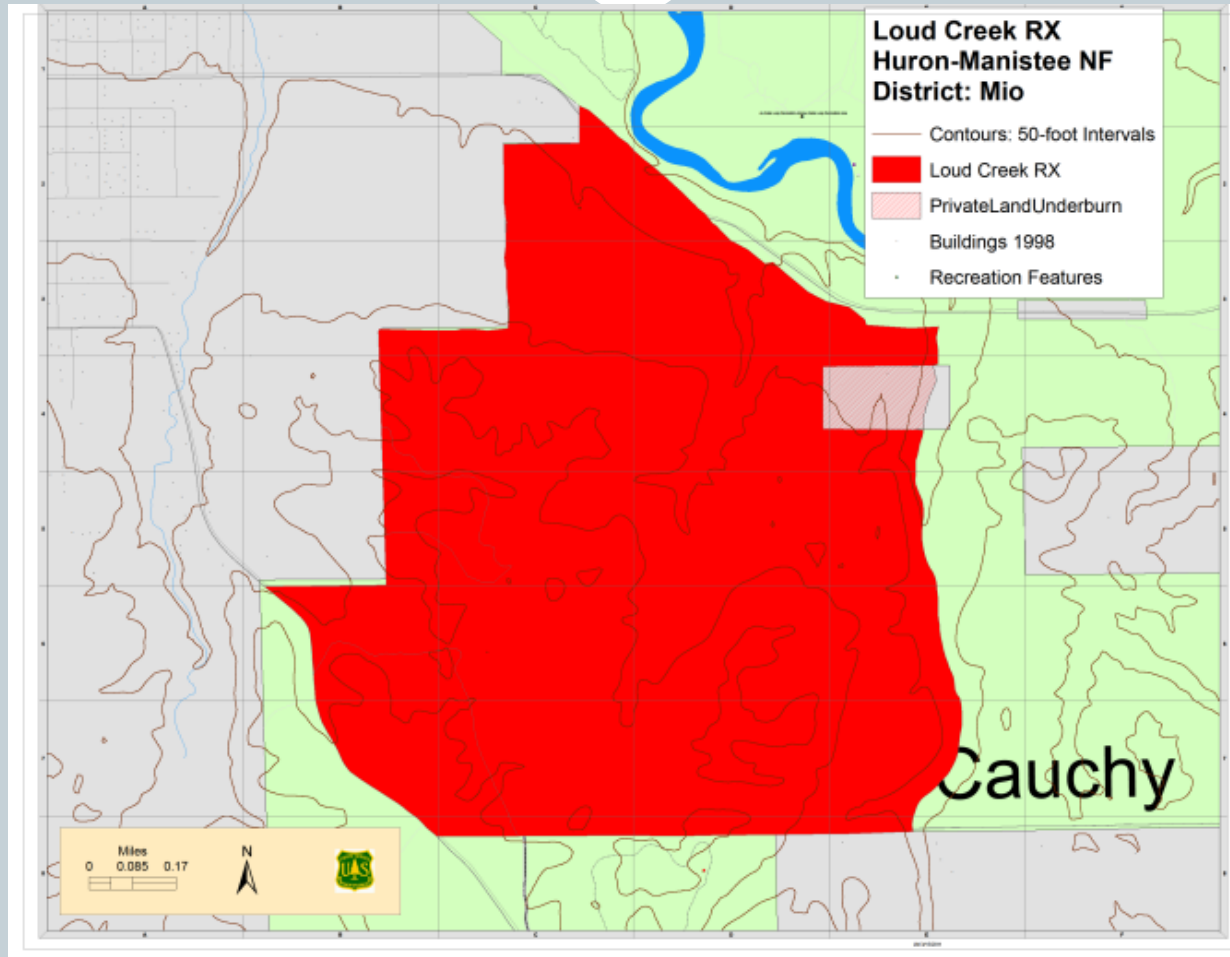 Loud Creek RX
Huron-Manistee NF
District: Mio
Contours: 50-foot Intervals
Loud Creek RX
PrivateLandUnderburn
Buildings 1998
Recreation Features
Cauchy
Miles
0 0.085 0.17
N
U S